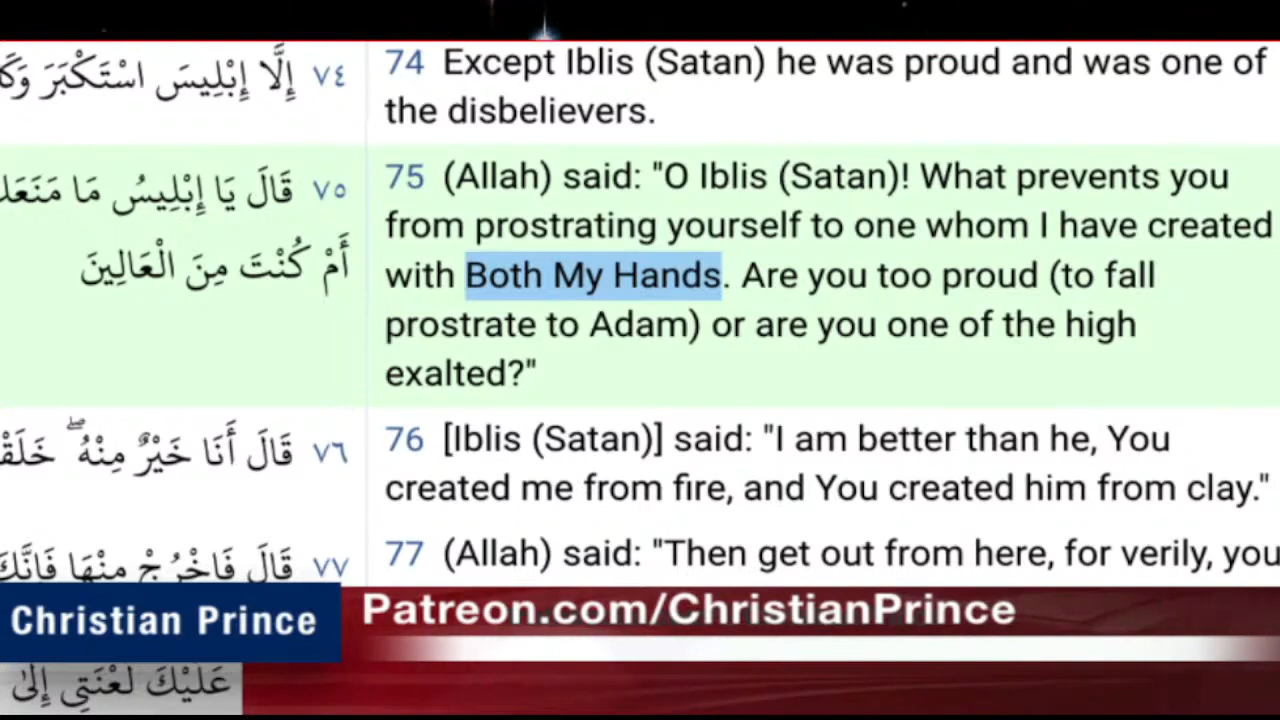 إِلَّا إِبْلِيسَ اسْتَكْبَرَ ٧٤
74 Except Iblis (Satan) he was proud and was one of
the disbelievers.
قَالَ يَا إِبْلِيسُ مَا مَنَعَكَ ٧٥
أَمْ كُنْتَ مِنَ الْعَالِينَ
75 (Allah) said: "O Iblis (Satan)! What prevents you
from prostrating yourself to one whom I have created
with Both My Hands. Are you too proud (to fall
prostrate to Adam) or are you one of the high
exalted?"
قَالَ أَنَا خَيْرٌ مِنْهُ ۖ ٧٦
76 [Iblis (Satan)] said: "I am better than he, You
created me from fire, and You created him from clay."
قَالَ فَاخْرُجْ مِنْهَا فَإِنَّكَ ٧٧
77 (Allah) said: "Then get out from here, for verily, you
Christian Prince
Patreon.com/ChristianPrince
عَلَيْكَ لَعْنَتِي إِلَىٰ